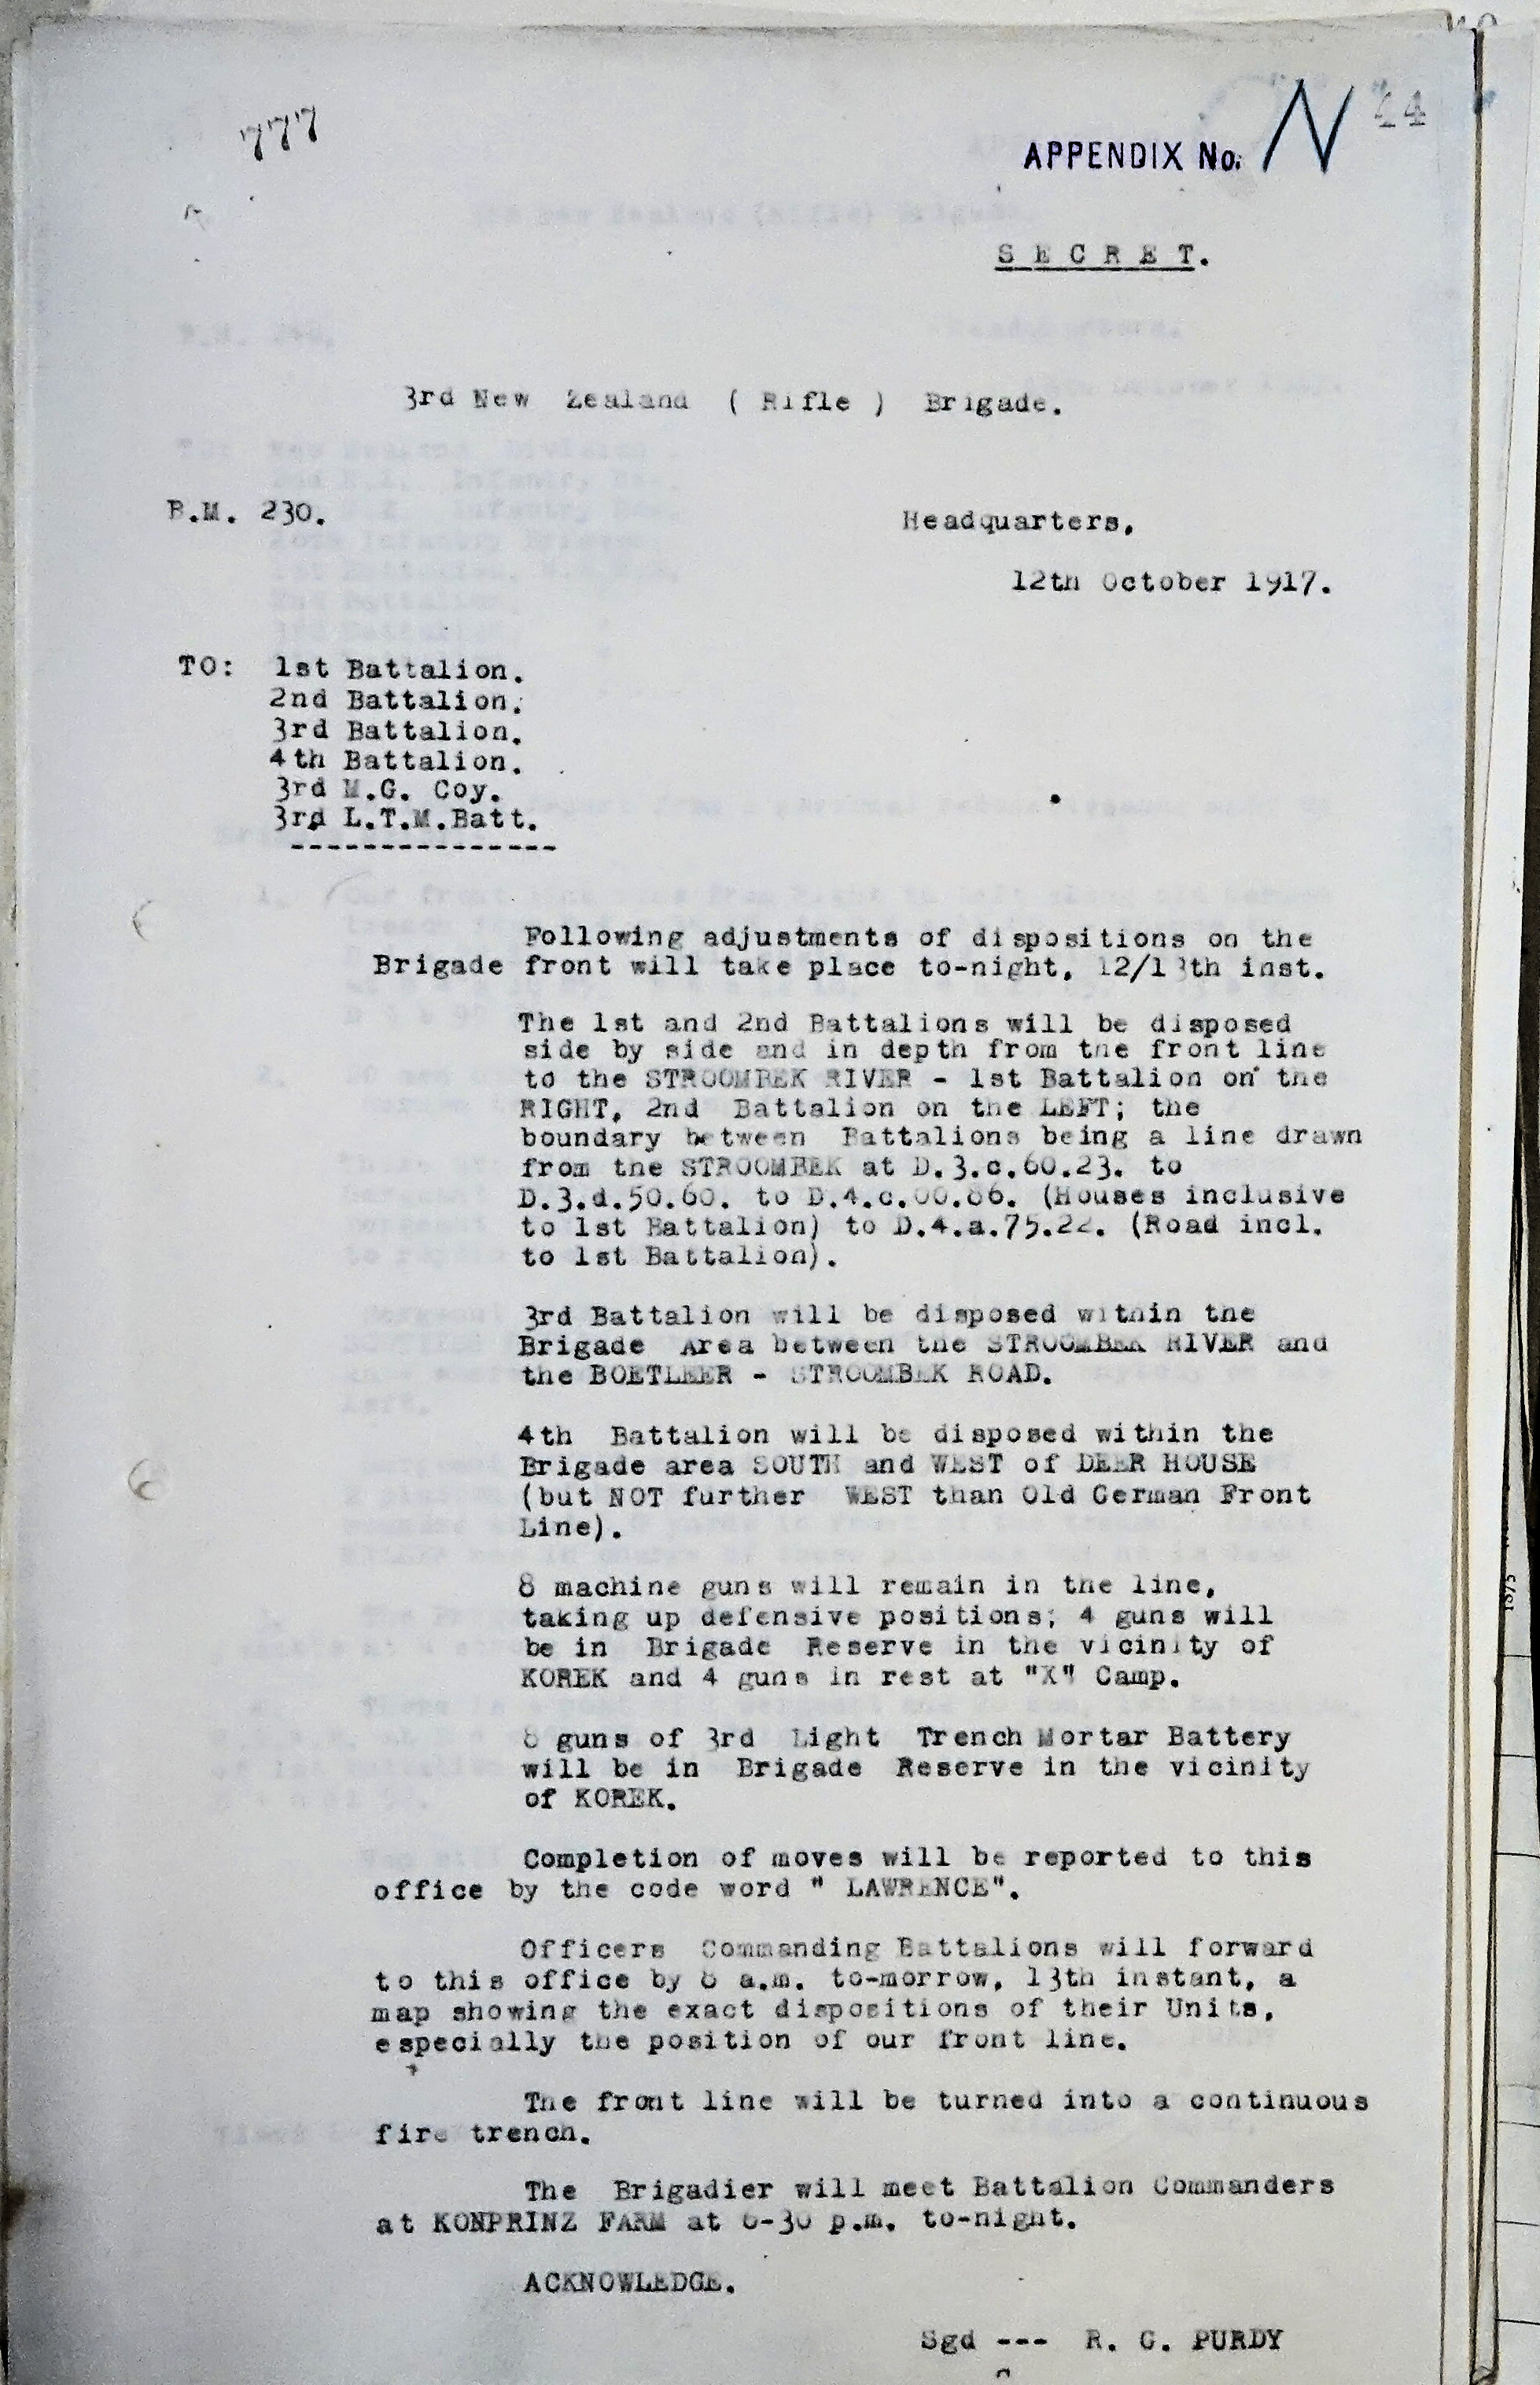 777
APPENDIX No. N 44
S E C R E T.
3rd New Zealand ( Rifle ) Brigade.
B.M. 230.
Headquarters,
12th October 1917.
TO: 1st Battalion.
2nd Battalion.
3rd Battalion.
4th Battalion.
3rd M.G. Coy.
3rd L.T.M.Batt.
---------------
Following adjustments of dispositions on the
Brigade front will take place to-night, 12/13th inst.
The 1st and 2nd Battalions will be disposed
side by side and in depth from the front line
to the STROOMBEK RIVER - 1st Battalion on the
RIGHT, 2nd Battalion on the LEFT; the
boundary between Battalions being a line drawn
from the STROOMBEK at D.3.c.60.23. to
D.3.d.50.60. to D.4.c.00.86. (Houses inclusive
to 1st Battalion) to D.4.a.75.22. (Road incl.
to 1st Battalion).
3rd Battalion will be disposed within the
Brigade Area between the STROOMBEK RIVER and
the BOETLEER - STROOMBEK ROAD.
4th Battalion will be disposed within the
Brigade area SOUTH and WEST of DEER HOUSE
(but NOT further WEST than Old German Front
Line).
8 machine guns will remain in the line,
taking up defensive positions; 4 guns will
be in Brigade Reserve in the vicinity of
KOREK and 4 guns in rest at "X" Camp.
8 guns of 3rd Light Trench Mortar Battery
will be in Brigade Reserve in the vicinity
of KOREK.
Completion of moves will be reported to this
office by the code word " LAWRENCE".
Officers Commanding Battalions will forward
to this office by 8 a.m. to-morrow, 13th instant, a
map showing the exact dispositions of their Units,
especially the position of our front line.
The front line will be turned into a continuous
fire trench.
The Brigadier will meet Battalion Commanders
at KONPRINZ FARM at 6-30 p.m. to-night.
ACKNOWLEDGE.
Sgd --- R. G. PURDY